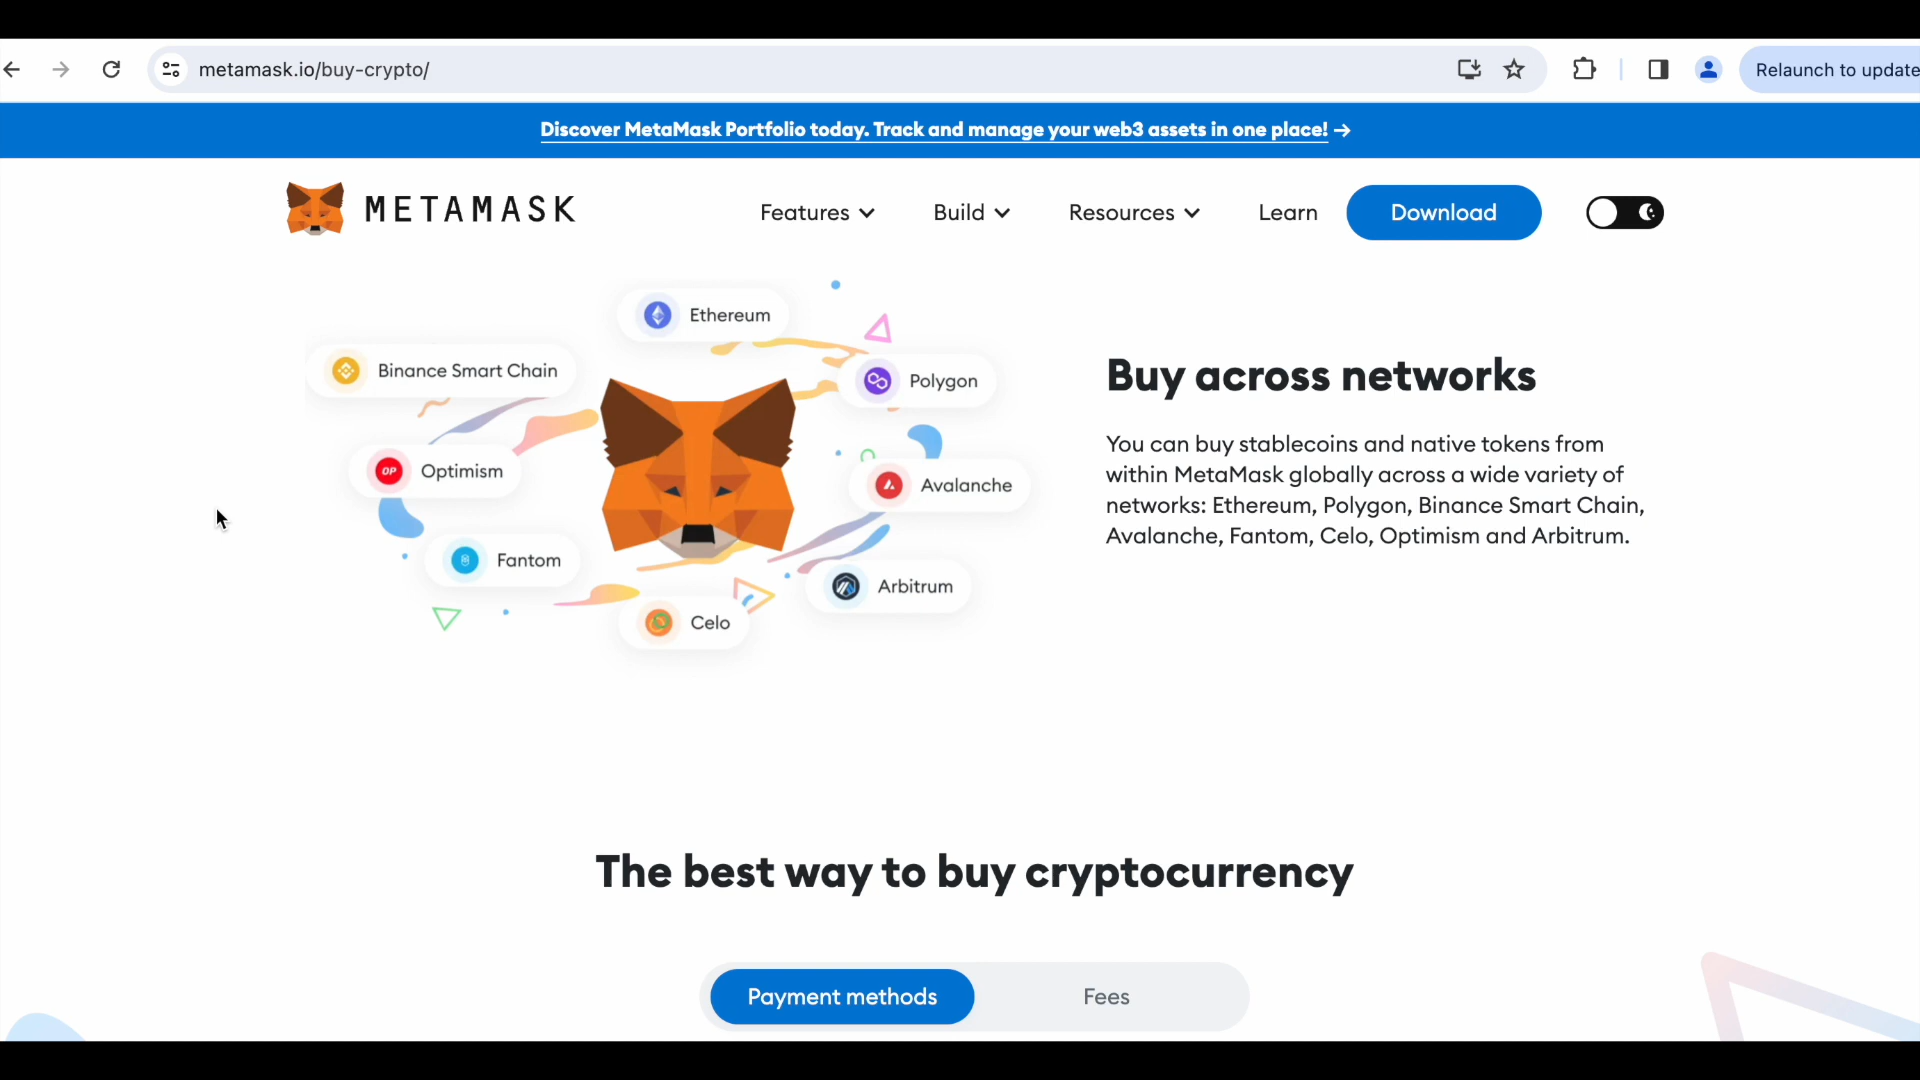 metamask.io/buy-crypto/
Relaunch to update
Discover MetaMask Portfolio today. Track and manage your web3 assets in one place! →
METAMASK
Features
Build
Resources
Learn
Download
Ethereum
Binance Smart Chain
Polygon
OP Optimism
Avalanche
Fantom
Arbitrum
Celo
Buy across networks
You can buy stablecoins and native tokens from
within MetaMask globally across a wide variety of
networks: Ethereum, Polygon, Binance Smart Chain,
Avalanche, Fantom, Celo, Optimism and Arbitrum.
The best way to buy cryptocurrency
Payment methods
Fees